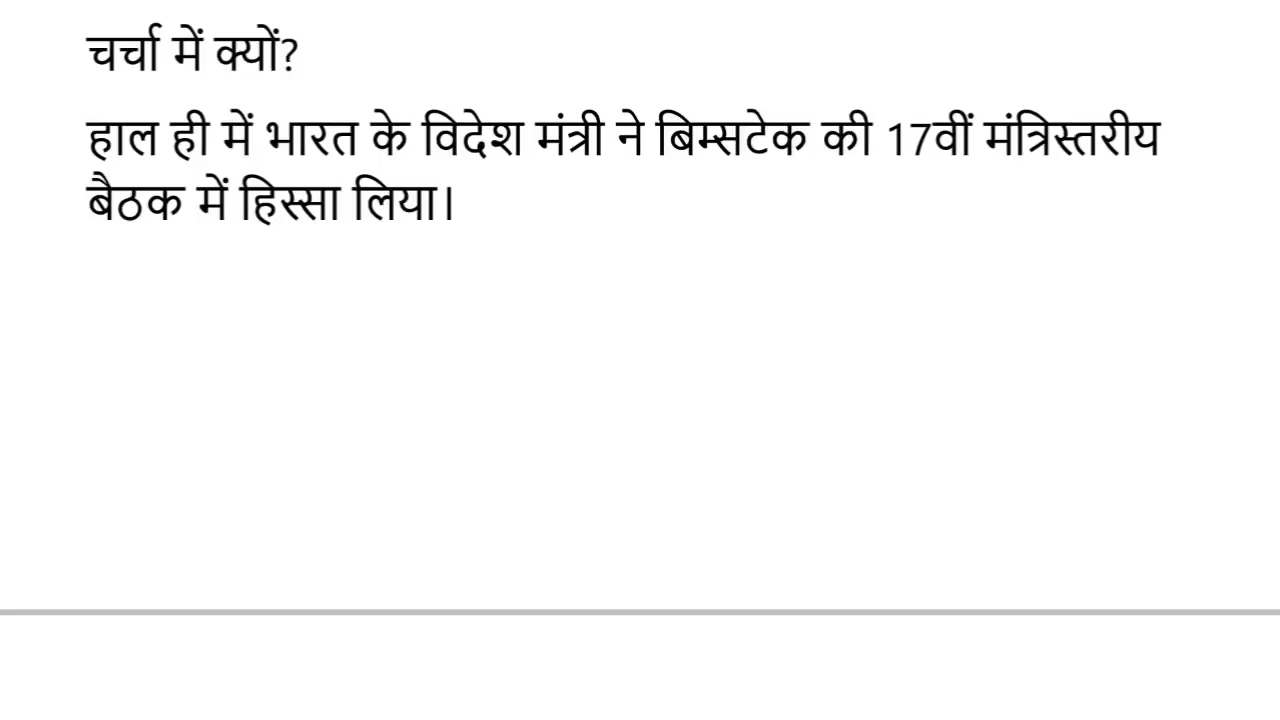 चर्चा में क्यों?
हाल ही में भारत के विदेश मंत्री ने बिम्सटेक की 17वीं मंत्रिस्तरीय
बैठक में हिस्सा लिया।